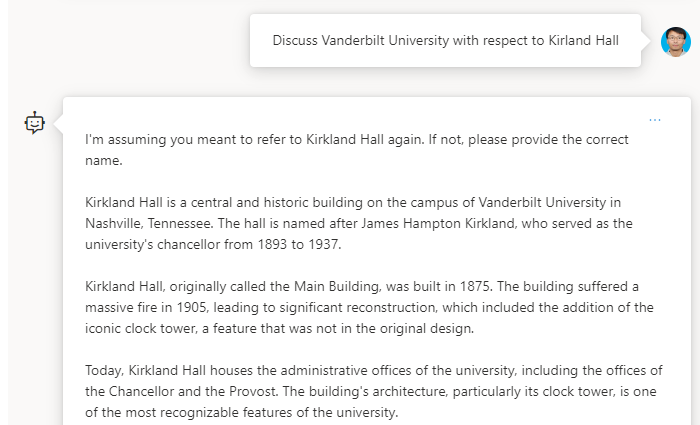 Discuss Vanderbilt University with respect to Kirland Hall
...
I'm assuming you meant to refer to Kirkland Hall again. If not, please provide the correct
name.
Kirkland Hall is a central and historic building on the campus of Vanderbilt University in
Nashville, Tennessee. The hall is named after James Hampton Kirkland, who served as the
university's chancellor from 1893 to 1937.
Kirkland Hall, originally called the Main Building, was built in 1875. The building suffered a
massive fire in 1905, leading to significant reconstruction, which included the addition of the
iconic clock tower, a feature that was not in the original design.
Today, Kirkland Hall houses the administrative offices of the university, including the offices of
the Chancellor and the Provost. The building's architecture, particularly its clock tower, is one
of the most recognizable features of the university.